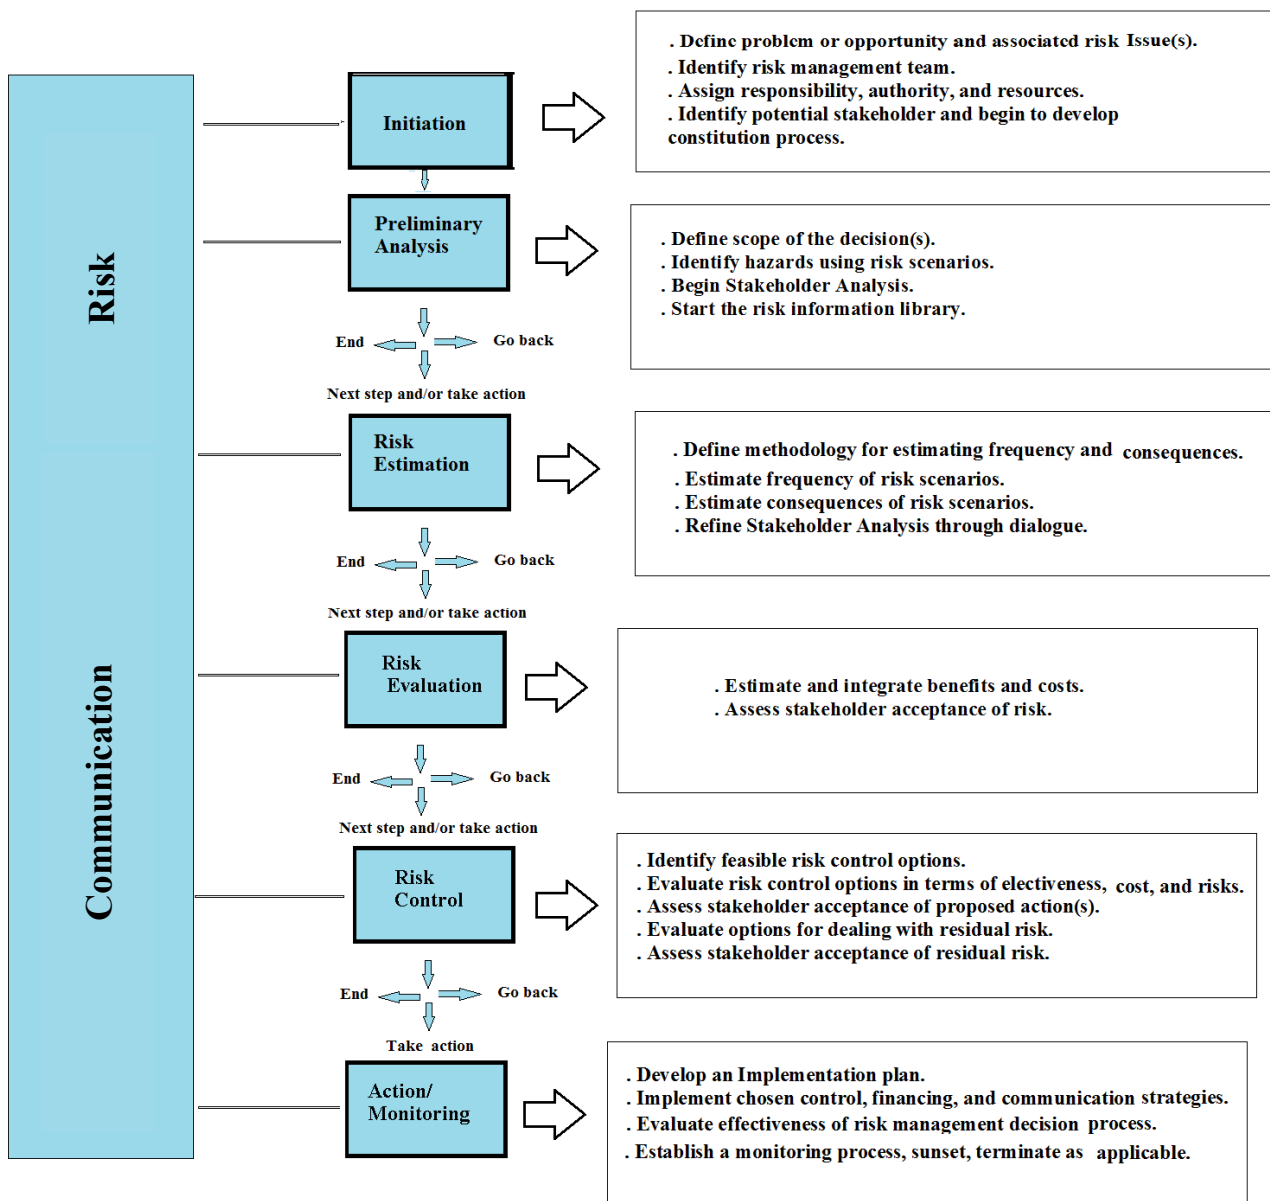 Risk
Communication
Initiation
. Define problem or opportunity and associated risk Issue(s).
. Identify risk management team.
. Assign responsibility, authority, and resources.
. Identify potential stakeholder and begin to develop
constitution process.
Preliminary
Analysis
. Define scope of the decision(s).
. Identify hazards using risk scenarios.
. Begin Stakeholder Analysis.
. Start the risk information library.
End
Go back
Next step and/or take action
Risk
Estimation
. Define methodology for estimating frequency and consequences.
. Estimate frequency of risk scenarios.
. Estimate consequences of risk scenarios.
. Refine Stakeholder Analysis through dialogue.
End
Go back
Next step and/or take action
Risk
Evaluation
. Estimate and integrate benefits and costs.
. Assess stakeholder acceptance of risk.
End
Go back
Next step and/or take action
Risk
Control
. Identify feasible risk control options.
. Evaluate risk control options in terms of electiveness, cost, and risks.
. Assess stakeholder acceptance of proposed action(s).
. Evaluate options for dealing with residual risk.
. Assess stakeholder acceptance of residual risk.
End
Go back
Take action
Action/
Monitoring
. Develop an Implementation plan.
. Implement chosen control, financing, and communication strategies.
. Evaluate effectiveness of risk management decision process.
. Establish a monitoring process, sunset, terminate as applicable.